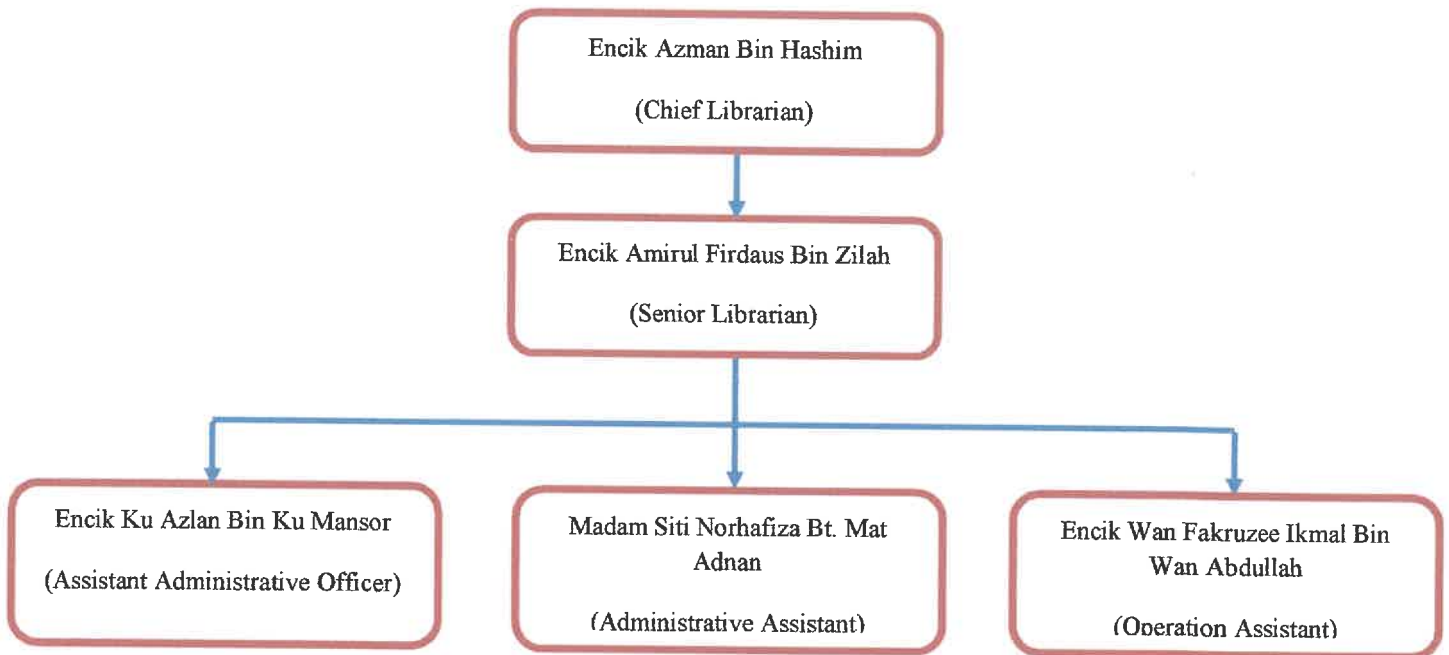 Encik Azman Bin Hashim
(Chief Librarian)
Encik Amirul Firdaus Bin Zilah
(Senior Librarian)
Encik Ku Azlan Bin Ku Mansor
(Assistant Administrative Officer)
Madam Siti Norhafiza Bt. Mat
Adnan
(Administrative Assistant)
Encik Wan Fakruzee Ikmal Bin
Wan Abdullah
(Operation Assistant)